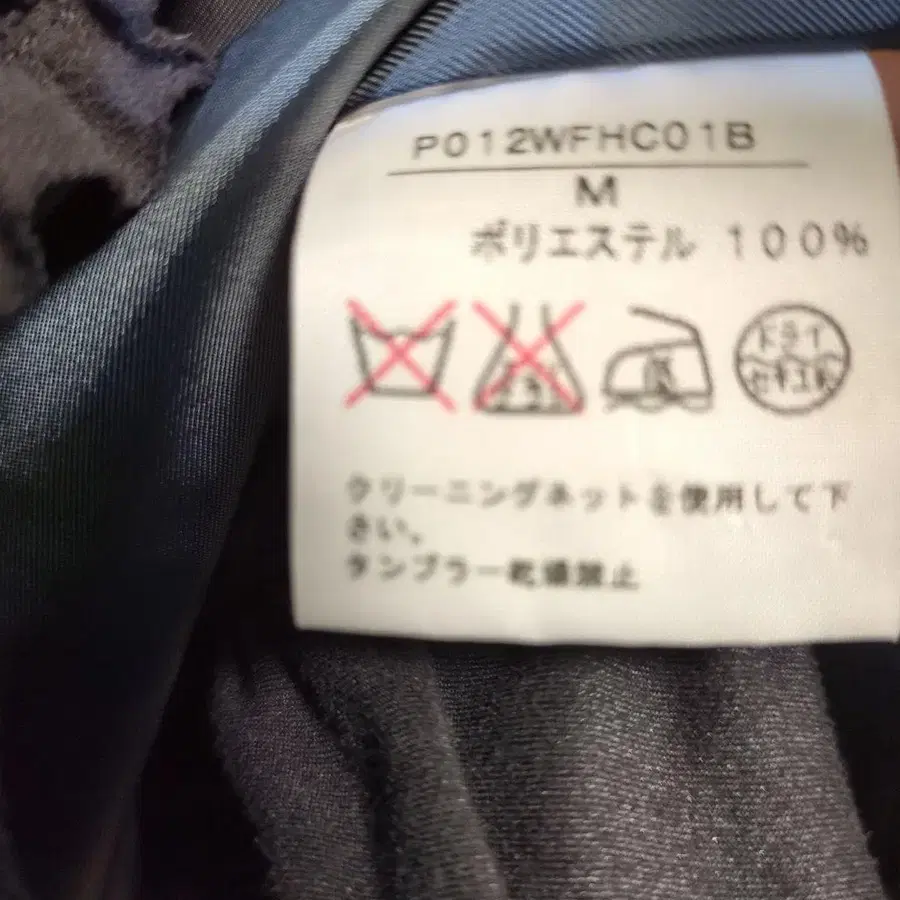 P012WFHC01B
M
ポリエステル 100%
ドライ
セキユ系
クリーニングネットを使用して下
さい。
タンブラー乾燥禁止